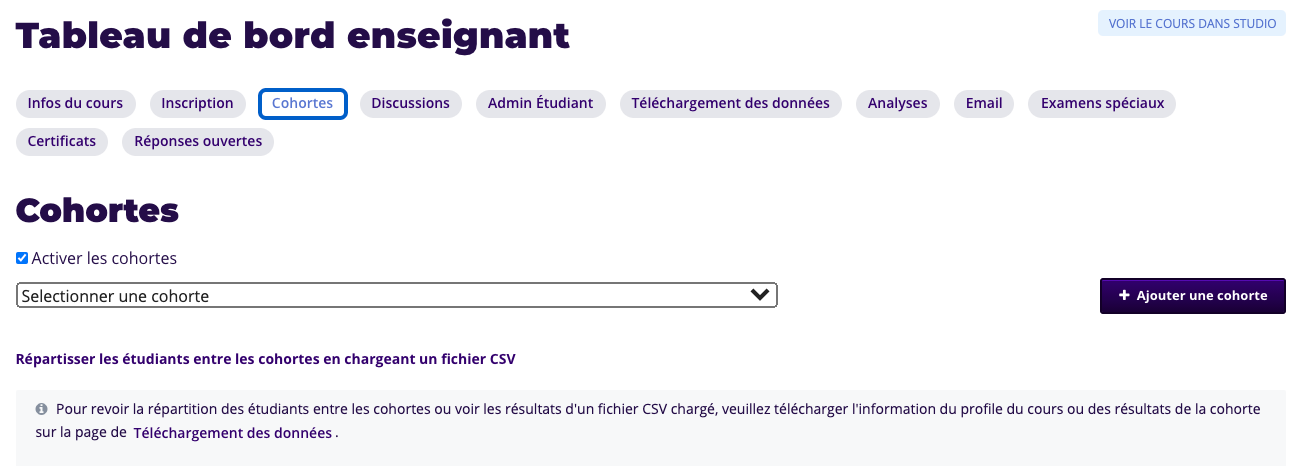 Tableau de bord enseignant
VOIR LE COURS DANS STUDIO
Infos du cours Inscription Cohortes Discussions Admin Étudiant Téléchargement des données Analyses Email Examens spéciaux
Certificats Réponses ouvertes
Cohortes
Activer les cohortes
Selectionner une cohorte
+ Ajouter une cohorte
Répartisser les étudiants entre les cohortes en chargeant un fichier CSV
Pour revoir la répartition des étudiants entre les cohortes ou voir les résultats d'un fichier CSV chargé, veuillez télécharger l'information du profile du cours ou des résultats de la cohorte
sur la page de Téléchargement des données .